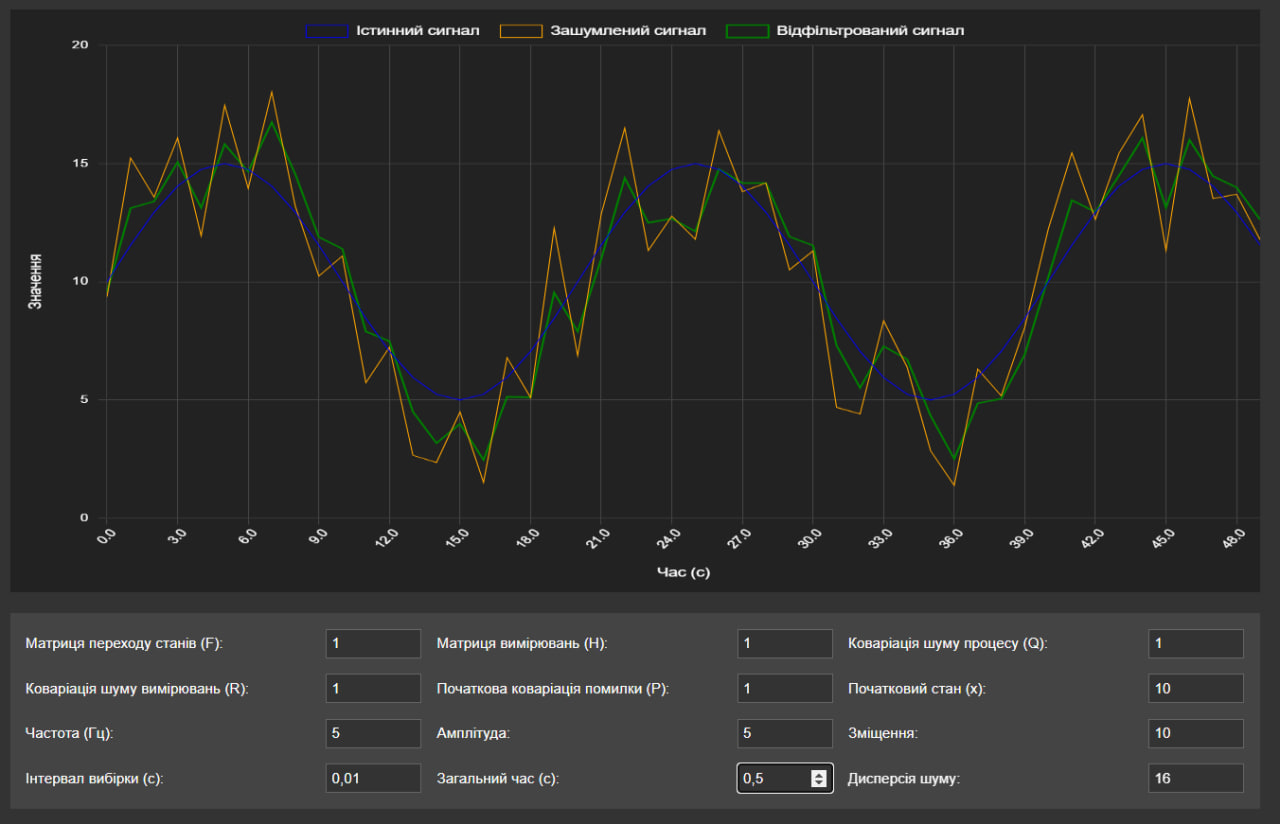 Істинний сигнал Зашумлений сигнал Відфільтрований сигнал
20
15
10
5
0
Значення
0.0 3.0 6.0 9.0 12.0 15.0 18.0 21.0 24.0 27.0 30.0 33.0 36.0 39.0 42.0 45.0 48.0
Час (с)
Матриця переходу станів (F): 1 Матриця вимірювань (H): 1 Коваріація шуму процесу (Q): 1
Коваріація шуму вимірювань (R): 1 Початкова коваріація помилки (P): 1 Початковий стан (x): 10
Частота (Гц): 5 Амплітуда: 5 Зміщення: 10
Інтервал вибірки (с): 0,01 Загальний час (с): 0,5 Дисперсія шуму: 16